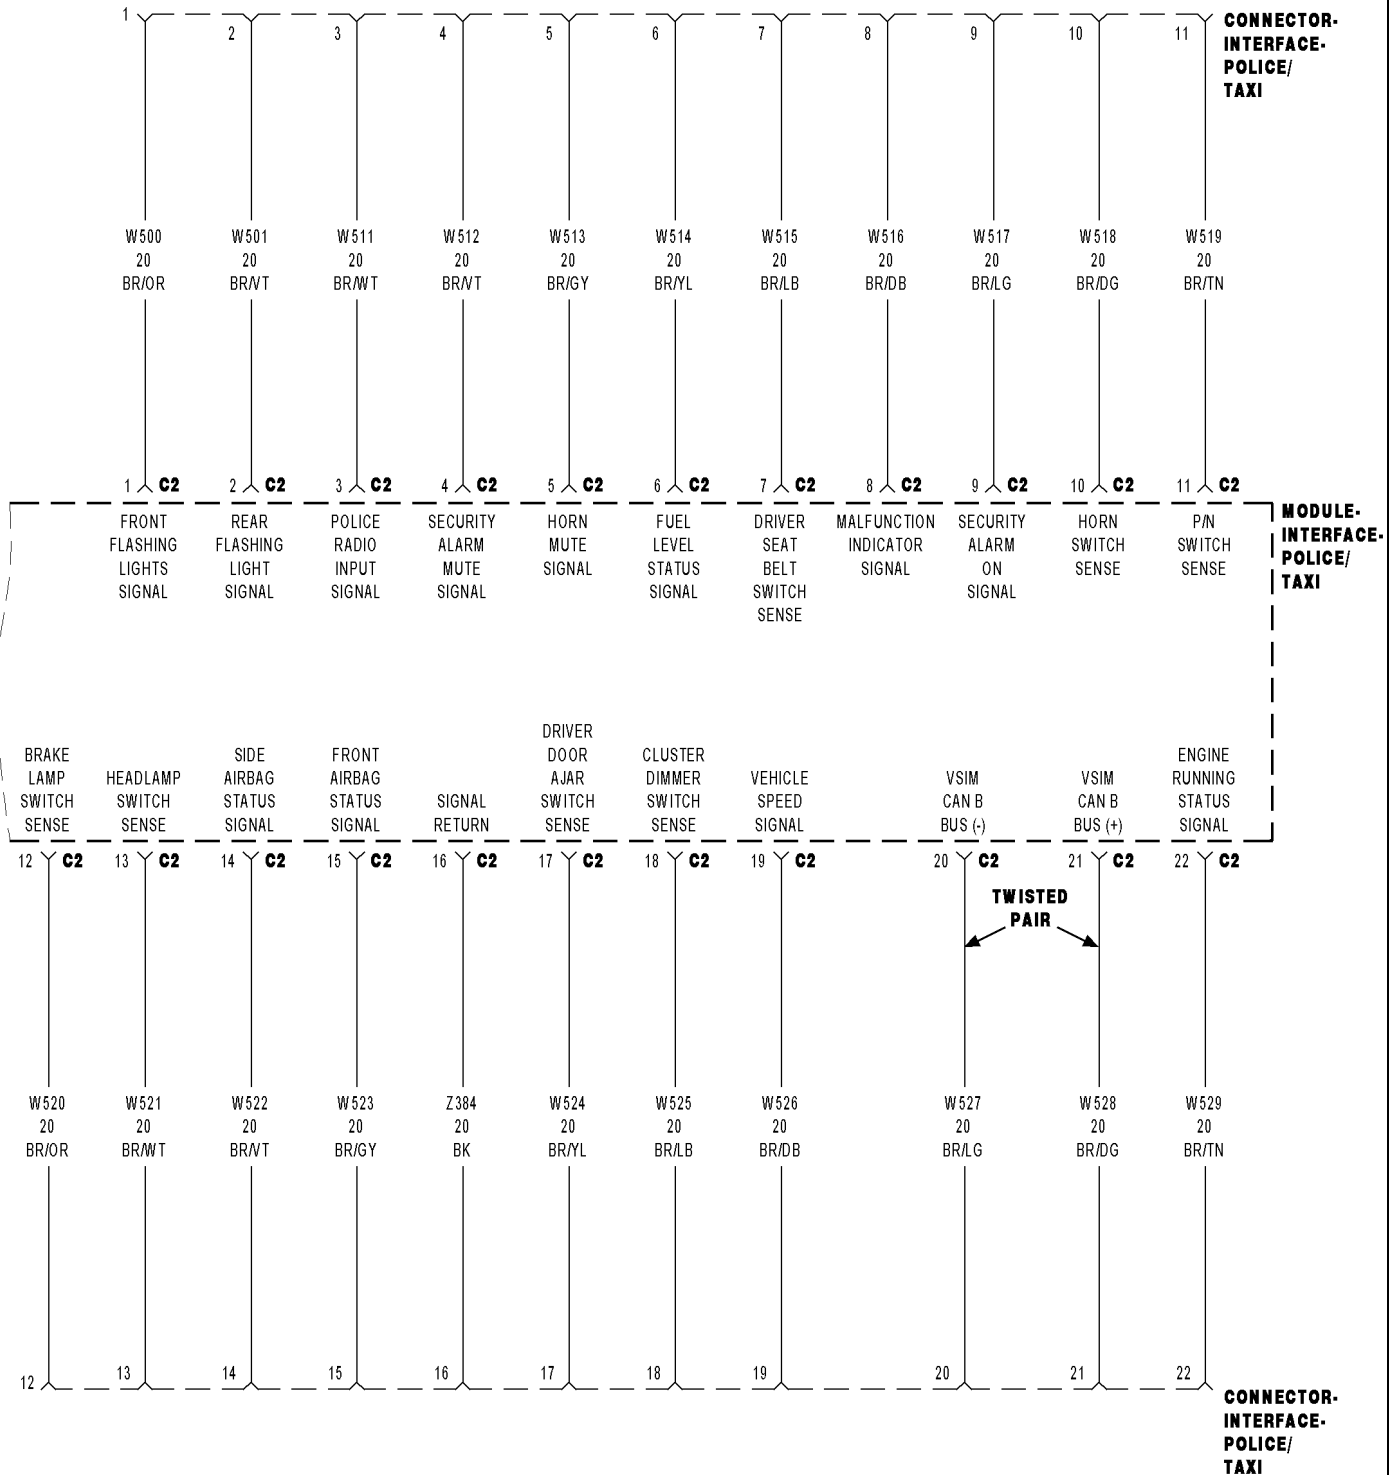 1 2 3 4 5 6 7 8 9 10 11
CONNECTOR-
INTERFACE-
POLICE/
TAXI
W500 W501 W511 W512 W513 W514 W515 W516 W517 W518 W519
20 20 20 20 20 20 20 20 20 20 20
BR/OR BR/VT BR/WT BR/VT BR/GY BR/YL BR/LB BR/DB BR/LG BR/DG BR/TN
1 C2 2 C2 3 C2 4 C2 5 C2 6 C2 7 C2 8 C2 9 C2 10 C2 11 C2
FRONT
FLASHING
LIGHTS
SIGNAL
REAR
FLASHING
LIGHT
SIGNAL
POLICE
RADIO
INPUT
SIGNAL
SECURITY
ALARM
MUTE
SIGNAL
HORN
MUTE
SIGNAL
FUEL
LEVEL
STATUS
SIGNAL
DRIVER
SEAT
BELT
SWITCH
SENSE
MALFUNCTION
INDICATOR
SIGNAL
SECURITY
ALARM
ON
SIGNAL
HORN
SWITCH
SENSE
P/N
SWITCH
SENSE
MODULE-
INTERFACE-
POLICE/
TAXI
BRAKE
LAMP
SWITCH
SENSE
HEADLAMP
SWITCH
SENSE
SIDE
AIRBAG
STATUS
SIGNAL
FRONT
AIRBAG
STATUS
SIGNAL
SIGNAL
RETURN
DRIVER
DOOR
AJAR
SWITCH
SENSE
CLUSTER
DIMMER
SWITCH
SENSE
VEHICLE
SPEED
SIGNAL
VSIM
CAN B
BUS (-)
VSIM
CAN B
BUS (+)
ENGINE
RUNNING
STATUS
SIGNAL
12 C2 13 C2 14 C2 15 C2 16 C2 17 C2 18 C2 19 C2 20 C2 21 C2 22 C2
TWISTED
PAIR
W520 W521 W522 W523 Z384 W524 W525 W526 W527 W528 W529
20 20 20 20 20 20 20 20 20 20 20
BR/OR BR/WT BR/VT BR/GY BK BR/YL BR/LB BR/DB BR/LG BR/DG BR/TN
12 13 14 15 16 17 18 19 20 21 22
CONNECTOR-
INTERFACE-
POLICE/
TAXI